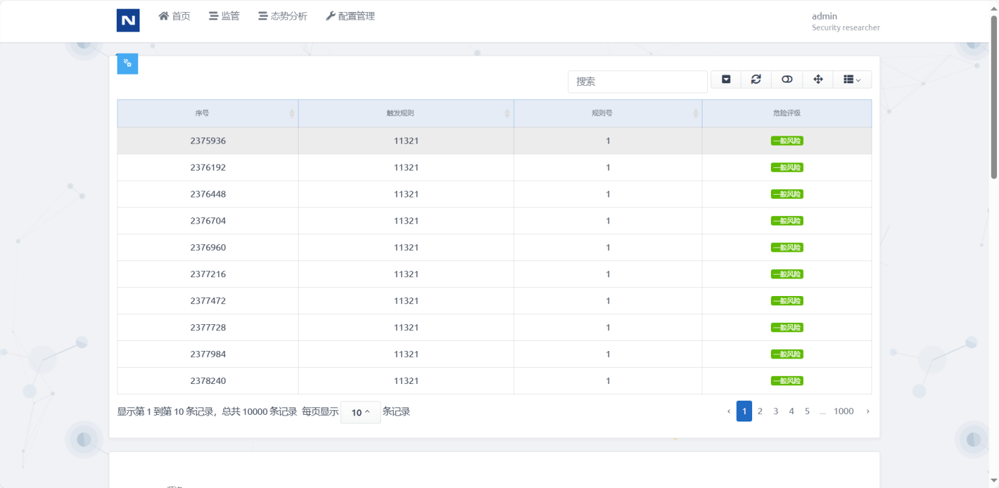 N 首页 监管 态势分析 配置管理
admin
Security researcher
搜索
序号 触发规则 规则号 危险评级
2375936 11321 1 一般风险
2376192 11321 1 一般风险
2376448 11321 1 一般风险
2376704 11321 1 一般风险
2376960 11321 1 一般风险
2377216 11321 1 一般风险
2377472 11321 1 一般风险
2377728 11321 1 一般风险
2377984 11321 1 一般风险
2378240 11321 1 一般风险
显示第 1 到第 10 条记录，总共 10000 条记录 每页显示 10 条记录 ‹ 1 2 3 4 5 ... 1000 ›